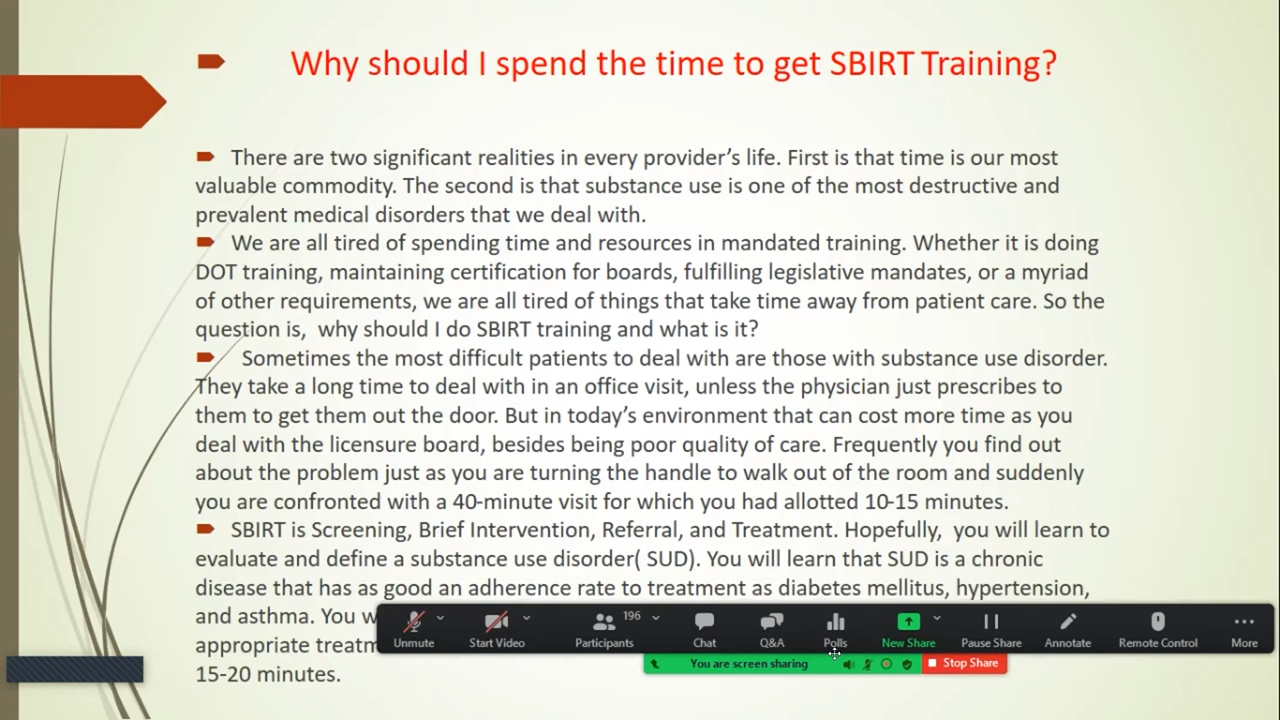 Why should I spend the time to get SBIRT Training?
There are two significant realities in every provider's life. First is that time is our most
valuable commodity. The second is that substance use is one of the most destructive and
prevalent medical disorders that we deal with.
We are all tired of spending time and resources in mandated training. Whether it is doing
DOT training, maintaining certification for boards, fulfilling legislative mandates, or a myriad
of other requirements, we are all tired of things that take time away from patient care. So the
question is,  why should I do SBIRT training and what is it?
Sometimes the most difficult patients to deal with are those with substance use disorder.
They take a long time to deal with in an office visit, unless the physician just prescribes to
them to get them out the door. But in today's environment that can cost more time as you
deal with the licensure board, besides being poor quality of care. Frequently you find out
about the problem just as you are turning the handle to walk out of the room and suddenly
you are confronted with a 40-minute visit for which you had allotted 10-15 minutes.
SBIRT is Screening, Brief Intervention, Referral, and Treatment. Hopefully,  you will learn to
evaluate and define a substance use disorder( SUD). You will learn that SUD is a chronic
disease that has as good an adherence rate to treatment as diabetes mellitus, hypertension,
and asthma. You
appropriate
15-20 minutes.
196
Unmute Start Video Participants Chat Q&A Polls New Share Pause Share Annotate Remote Control More
You are screen sharing Stop Share